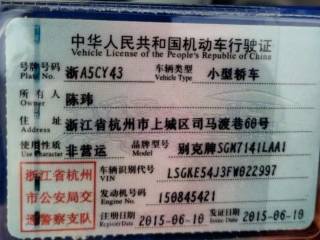 中华人民共和国机动车行驶证
Vehicle License of the People's Republic of China
号牌号码 浙A5CY43 车辆类型 小型轿车
Plate No. Vehicle Type
所有人 陈玮
Owner
住址 浙江省杭州市上城区司马渡巷60号
Address
使用性质 非营运 品牌型号 别克牌SGM7141LAA1
Use Character Model
浙江省杭州市公安局交通警察支队
车辆识别代号 LSGKE54J3FW022997
VIN
发动机号码 150845421
Engine No.
注册日期 2015-06-10 发证日期 2015-06-10
Register Date Issue Date